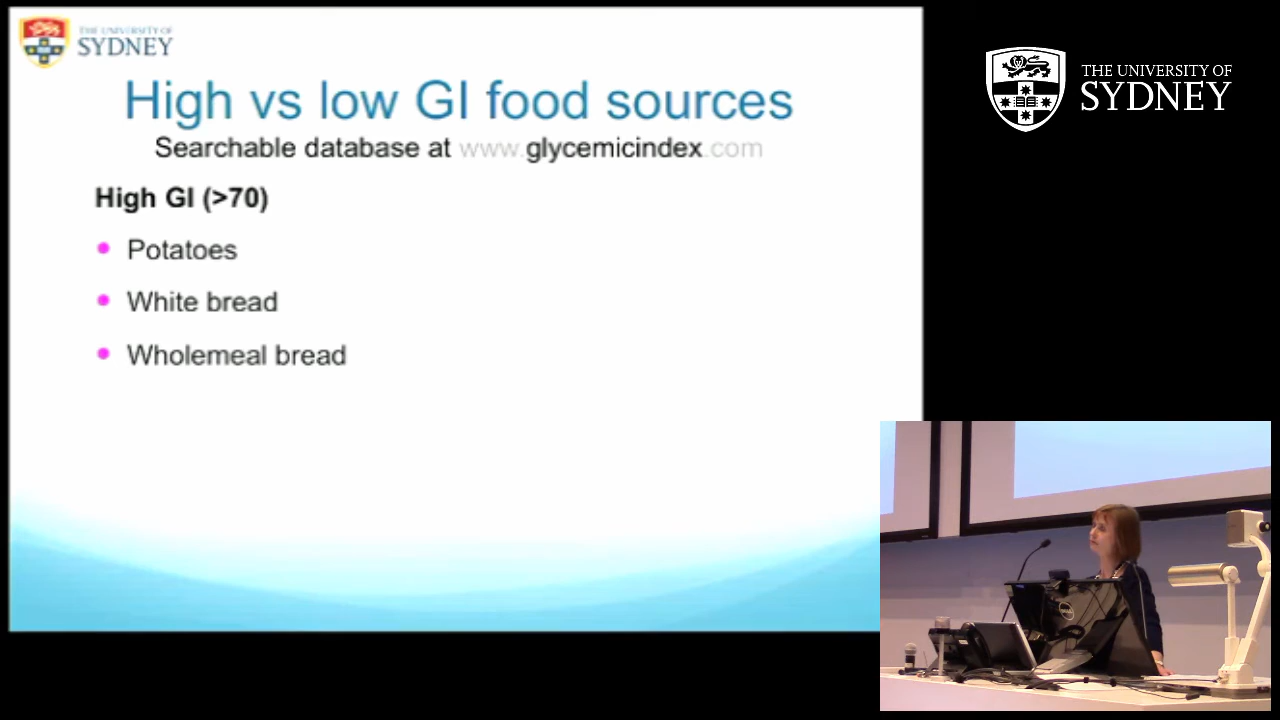 THE UNIVERSITY OF
SYDNEY
High vs low GI food sources
Searchable database at www.glycemicindex.com
High GI (>70)
Potatoes
White bread
Wholemeal bread
THE UNIVERSITY OF
SYDNEY
DELL